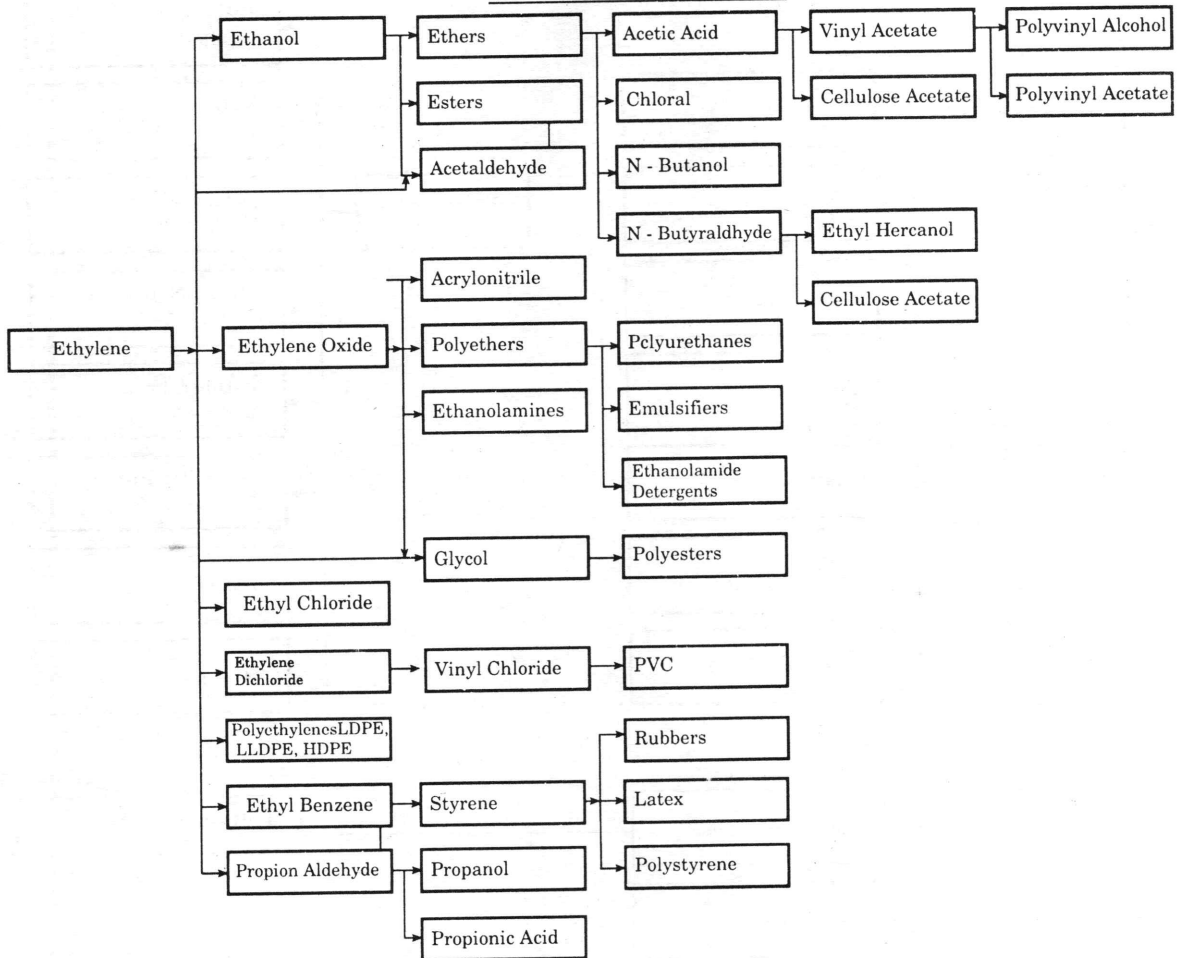 Ethanol
Ethers
Acetic Acid
Vinyl Acetate
Polyvinyl Alcohol
Esters
Chloral
Cellulose Acetate
Polyvinyl Acetate
Acetaldehyde
N - Butanol
N - Butyraldhyde
Ethyl Hercanol
Acrylonitrile
Cellulose Acetate
Ethylene
Ethylene Oxide
Polyethers
Pclyurethanes
Ethanolamines
Emulsifiers
Ethanolamide
Detergents
Glycol
Polyesters
Ethyl Chloride
Ethylene
Dichloride
Vinyl Chloride
PVC
PolyethylenesLDPE,
LLDPE, HDPE
Rubbers
Ethyl Benzene
Styrene
Latex
Propion Aldehyde
Propanol
Polystyrene
Propionic Acid